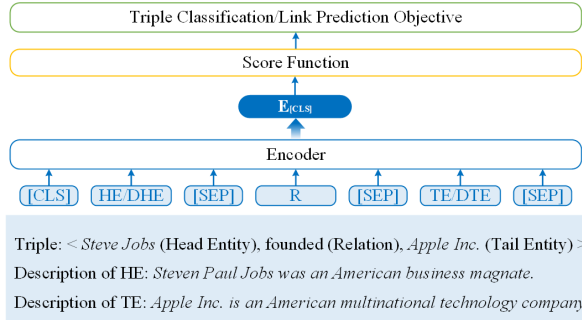 Triple Classification/Link Prediction Objective
Score Function
E[CLS]
Encoder
[CLS] HE/DHE [SEP] R [SEP] TE/DTE [SEP]
Triple: < Steve Jobs (Head Entity), founded (Relation), Apple Inc. (Tail Entity) >
Description of HE: Steven Paul Jobs was an American business magnate.
Description of TE: Apple Inc. is an American multinational technology company